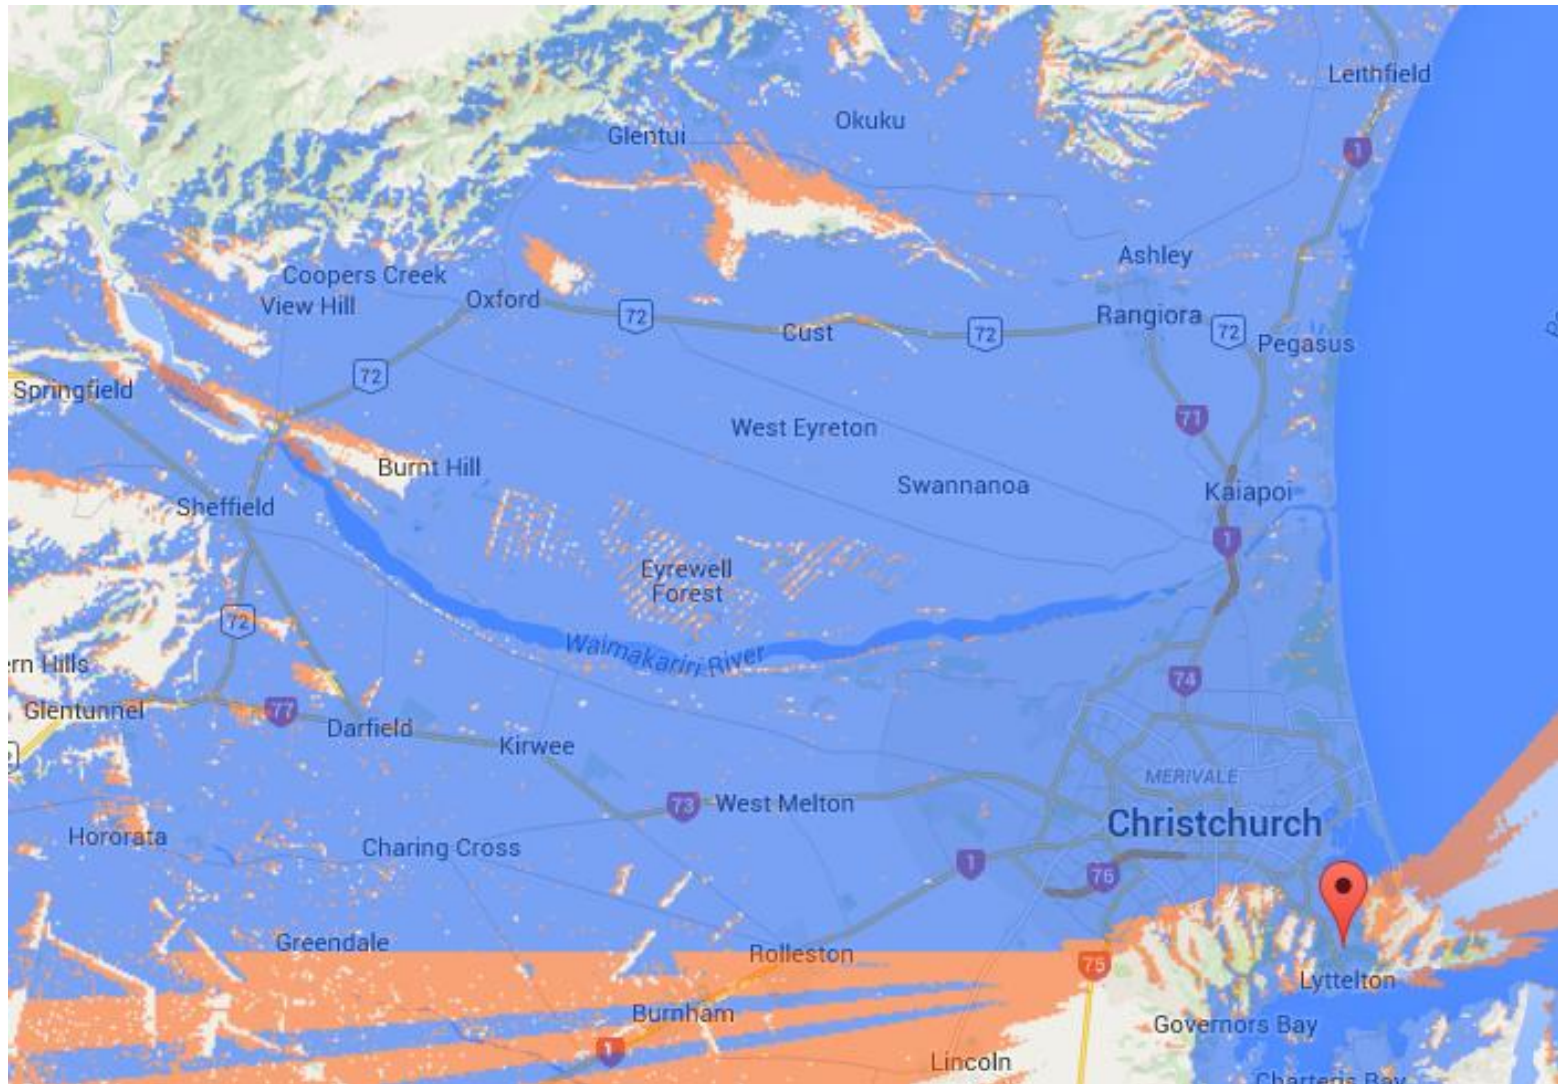 Leithfield
Okuku
Glentui
1
Ashley
Coopers Creek
View Hill
Oxford
72
Cust
72
Rangiora
72
Pegasus
72
Springfield
71
West Eyreton
Burnt Hill
Swannanoa
Kaiapoi
Sheffield
1
Eyrewell
Forest
72
Waimakariri River
ern Hills
74
Glentunnel
77
Darfield
Kirwee
MERIVALE
73
West Melton
Christchurch
Hororata
Charing Cross
1
76
Greendale
Rolleston
75
Lyttelton
Burnham
Governors Bay
1
Lincoln
Charteris Bay